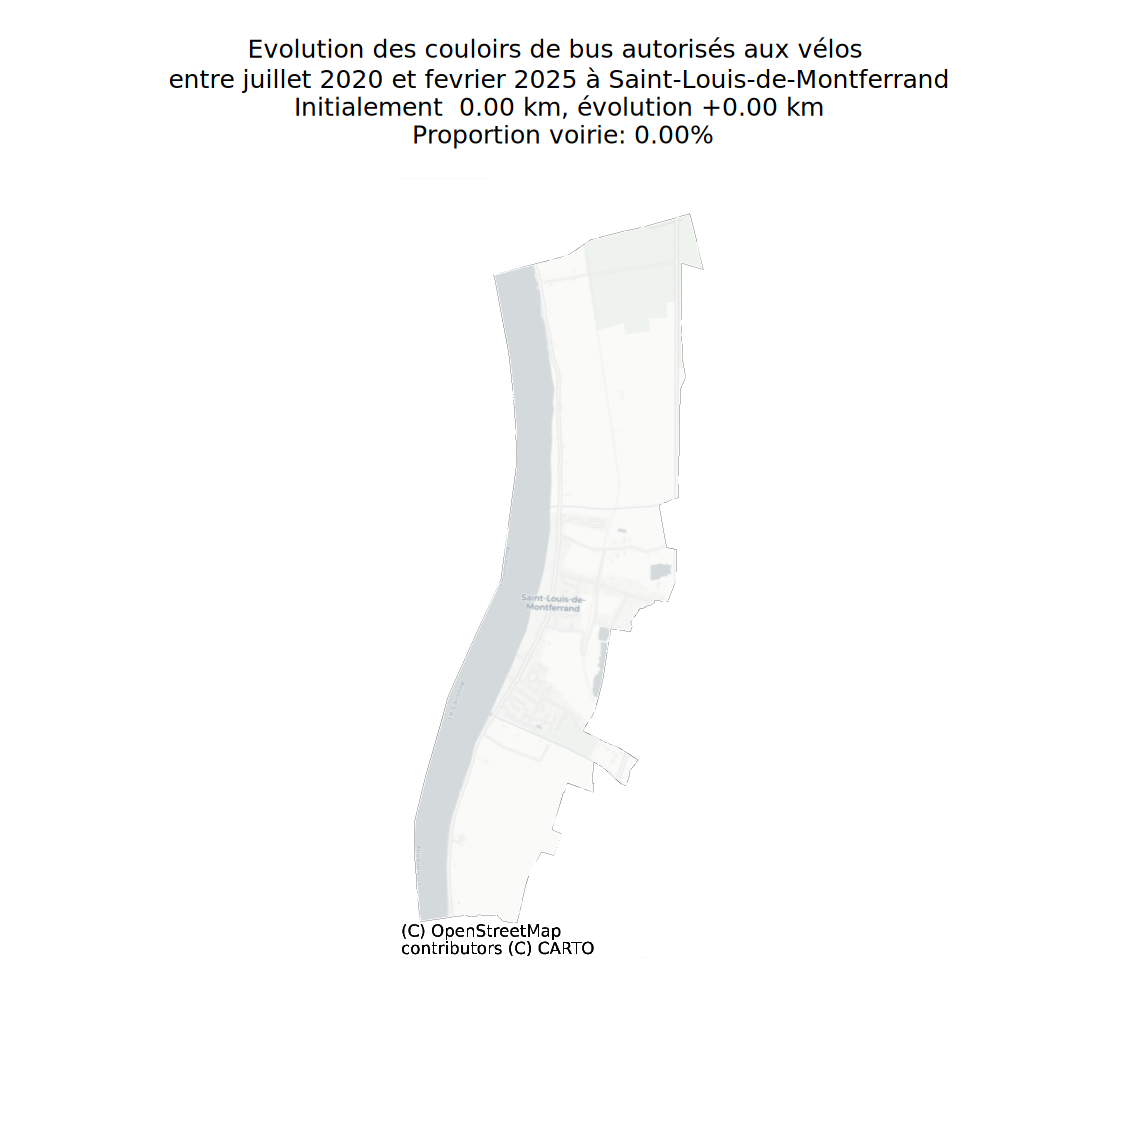 Evolution des couloirs de bus autorisés aux vélos
entre juillet 2020 et fevrier 2025 à Saint-Louis-de-Montferrand
Initialement  0.00 km, évolution +0.00 km
Proportion voirie: 0.00%
Saint-Louis-de-
Montferrand
(C) OpenStreetMap
contributors (C) CARTO